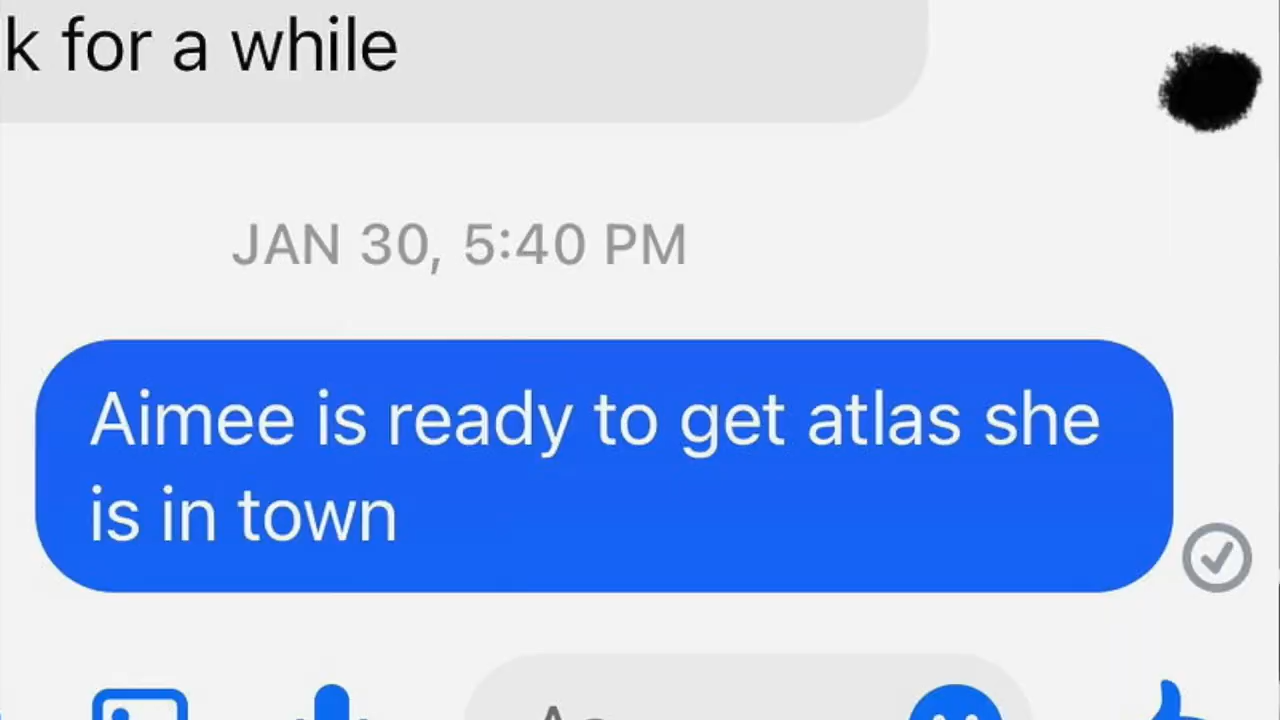 k for a while
JAN 30, 5:40 PM
Aimee is ready to get atlas she
is in town